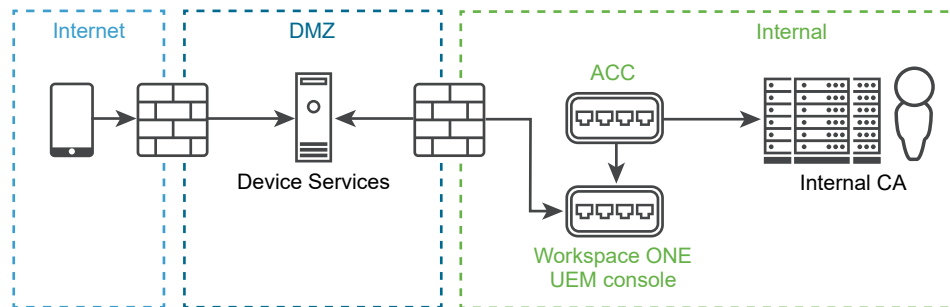 Internet
DMZ
Internal
ACC
Device Services
Internal CA
Workspace ONE
UEM console